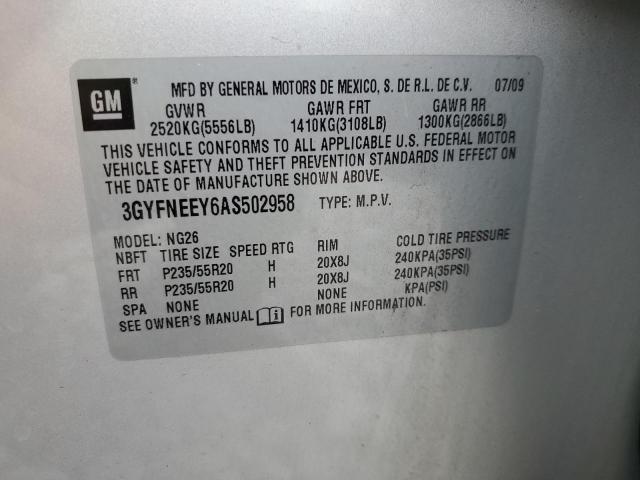 GM ®
MFD BY GENERAL MOTORS DE MEXICO, S. DE R.L. DE C.V. 07/09
GVWR GAWR FRT GAWR RR
2520KG(5556LB) 1410KG(3108LB) 1300KG(2866LB)
THIS VEHICLE CONFORMS TO ALL APPLICABLE U.S. FEDERAL MOTOR
VEHICLE SAFETY AND THEFT PREVENTION STANDARDS IN EFFECT ON
THE DATE OF MANUFACTURE SHOWN ABOVE.
3GYFNEEY6AS502958 TYPE: M.P.V.
MODEL: NG26
NBFT TIRE SIZE SPEED RTG RIM COLD TIRE PRESSURE
FRT P235/55R20 H 20X8J 240KPA(35PSI)
RR P235/55R20 H 20X8J 240KPA(35PSI)
SPA NONE NONE KPA(PSI)
SEE OWNER'S MANUAL i FOR MORE INFORMATION.